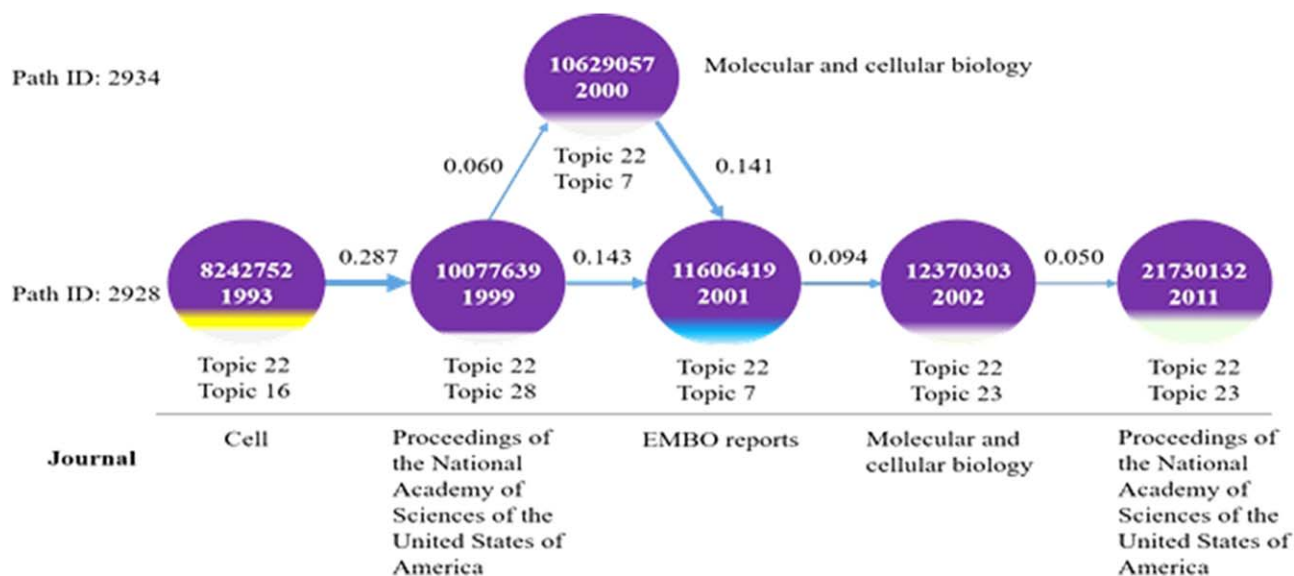 Path ID: 2934
10629057
2000
Molecular and cellular biology
0.060
Topic 22
Topic 7
0.141
Path ID: 2928
8242752
1993
0.287
10077639
1999
0.143
11606419
2001
0.094
12370303
2002
0.050
21730132
2011
Topic 22
Topic 16
Topic 22
Topic 28
Topic 22
Topic 7
Topic 22
Topic 23
Topic 22
Topic 23
Journal
Cell
Proceedings of
the National
Academy of
Sciences of the
United States of
America
EMBO reports
Molecular and
cellular biology
Proceedings of
the National
Academy of
Sciences of the
United States of
America